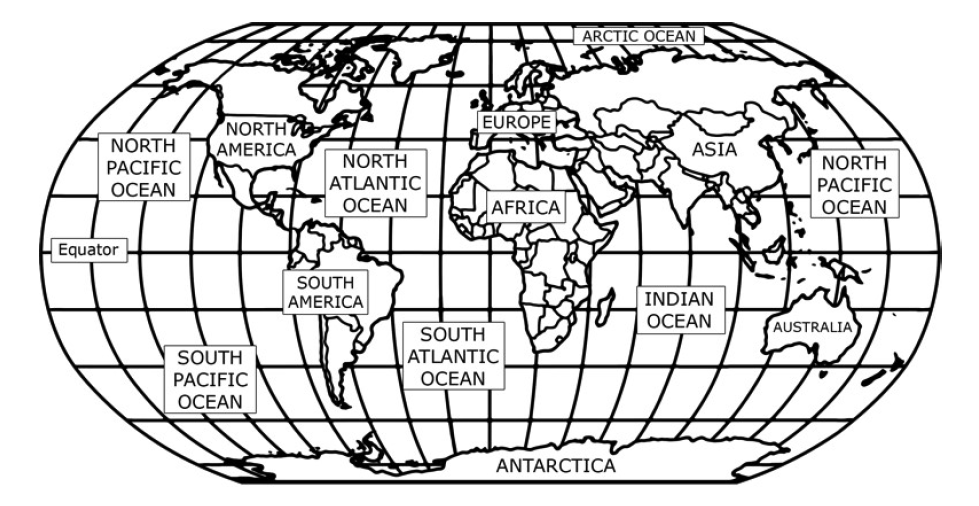 ARCTIC OCEAN
NORTH
AMERICA
EUROPE
ASIA
NORTH
PACIFIC
OCEAN
NORTH
ATLANTIC
OCEAN
AFRICA
NORTH
PACIFIC
OCEAN
Equator
SOUTH
AMERICA
INDIAN
OCEAN
AUSTRALIA
SOUTH
PACIFIC
OCEAN
SOUTH
ATLANTIC
OCEAN
ANTARCTICA